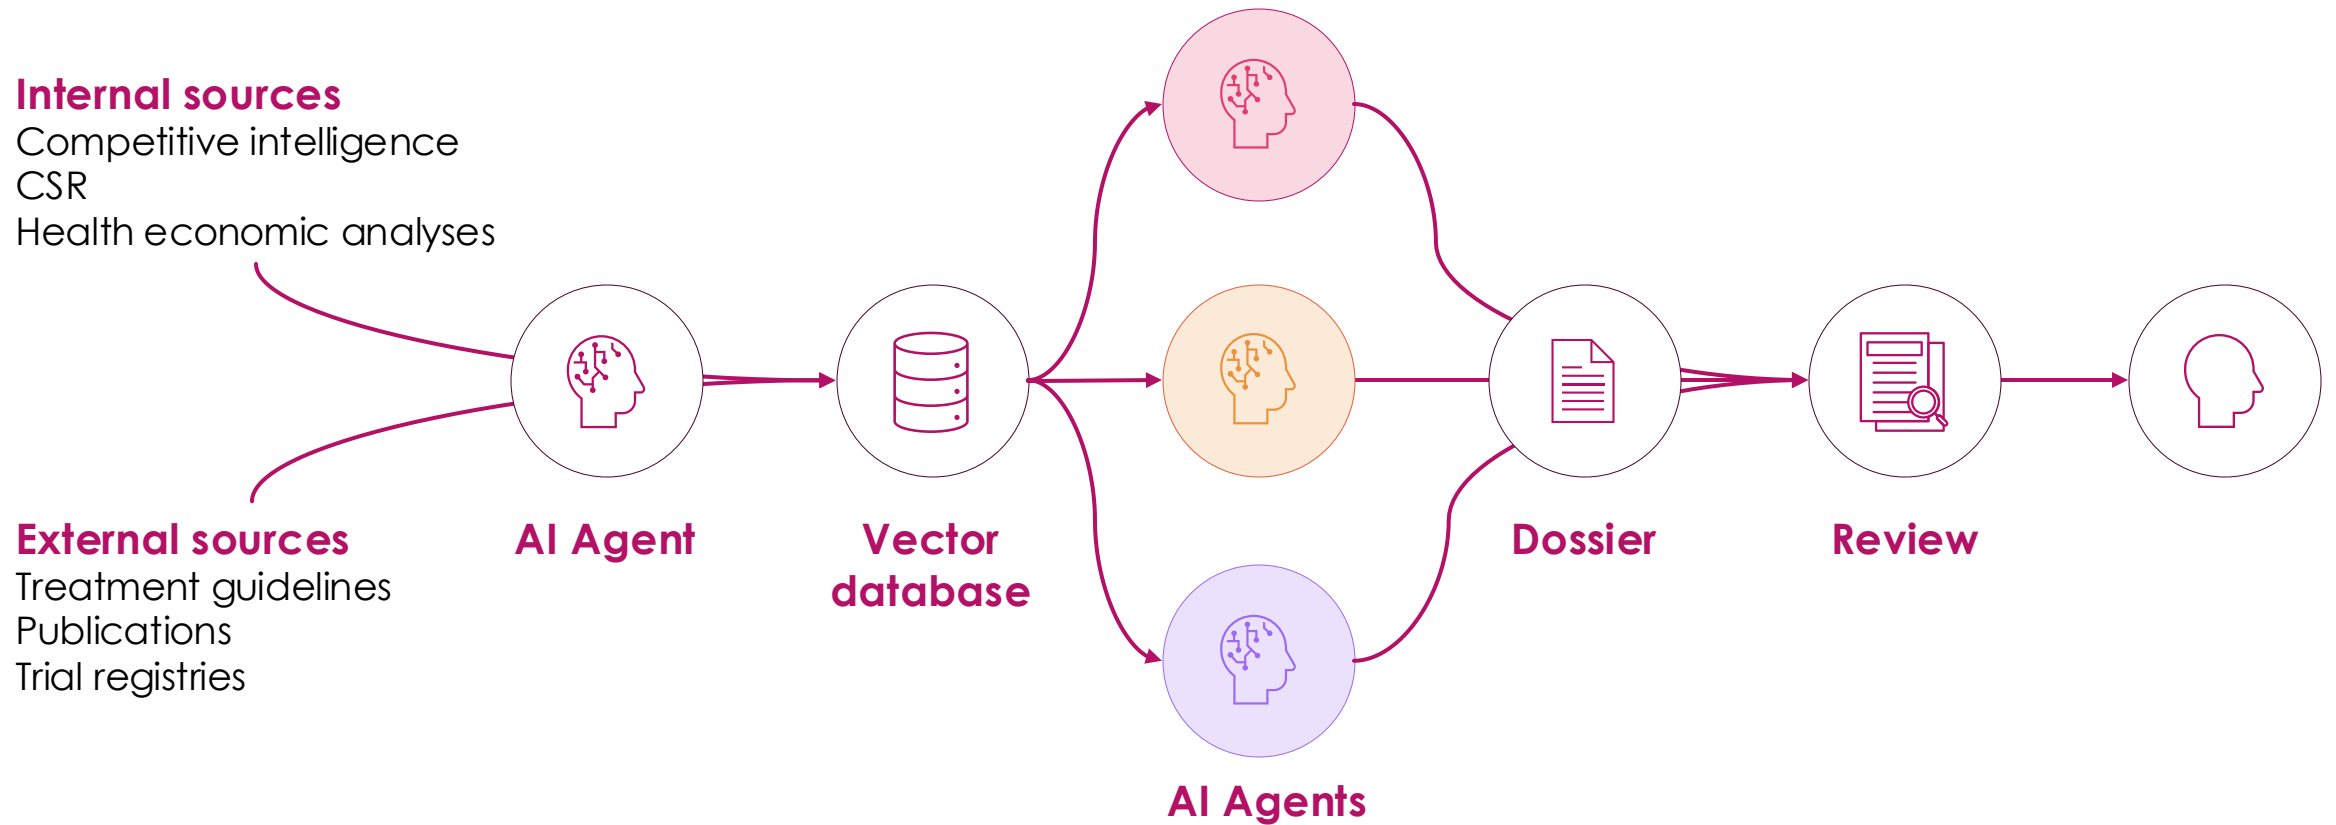 Internal sources
Competitive intelligence
CSR
Health economic analyses
External sources
Treatment guidelines
Publications
Trial registries
AI Agent
Vector
database
AI Agents
Dossier
Review